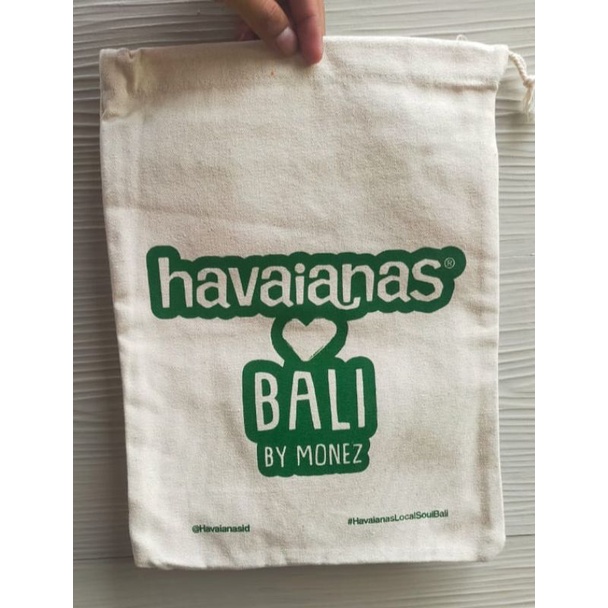 havaianas®
BALI
BY MONEZ
@Havaianasid
#HavaianasLocalSoulBali